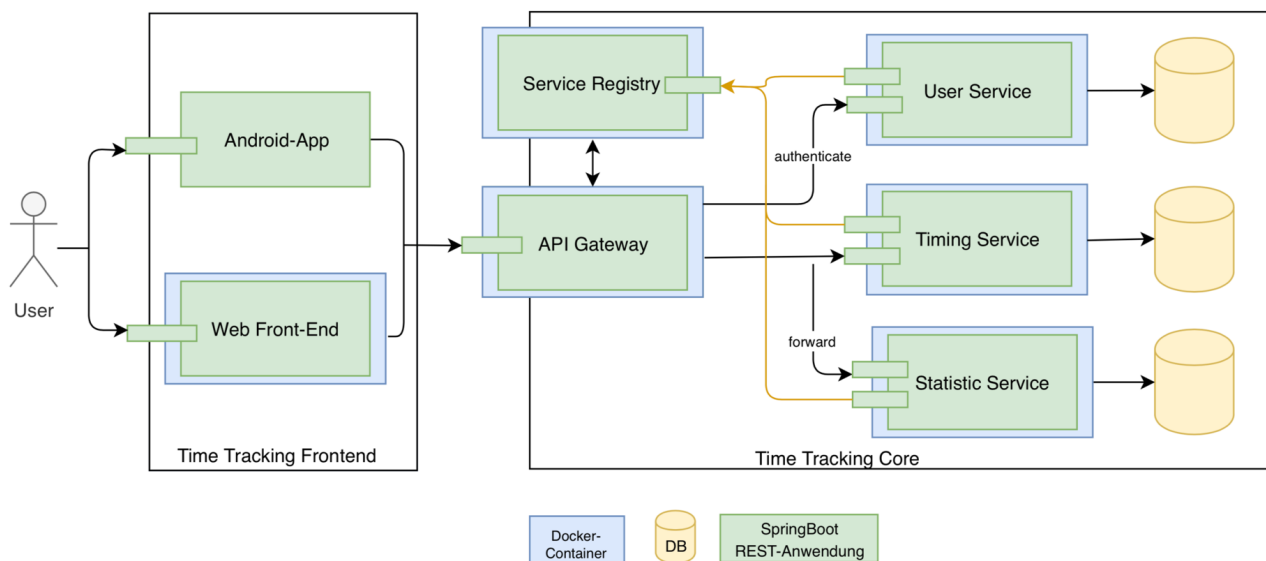 Service Registry
User Service
Android-App
authenticate
User
API Gateway
Timing Service
Web Front-End
forward
Statistic Service
Time Tracking Frontend
Time Tracking Core
Docker-
Container
DB
SpringBoot
REST-Anwendung